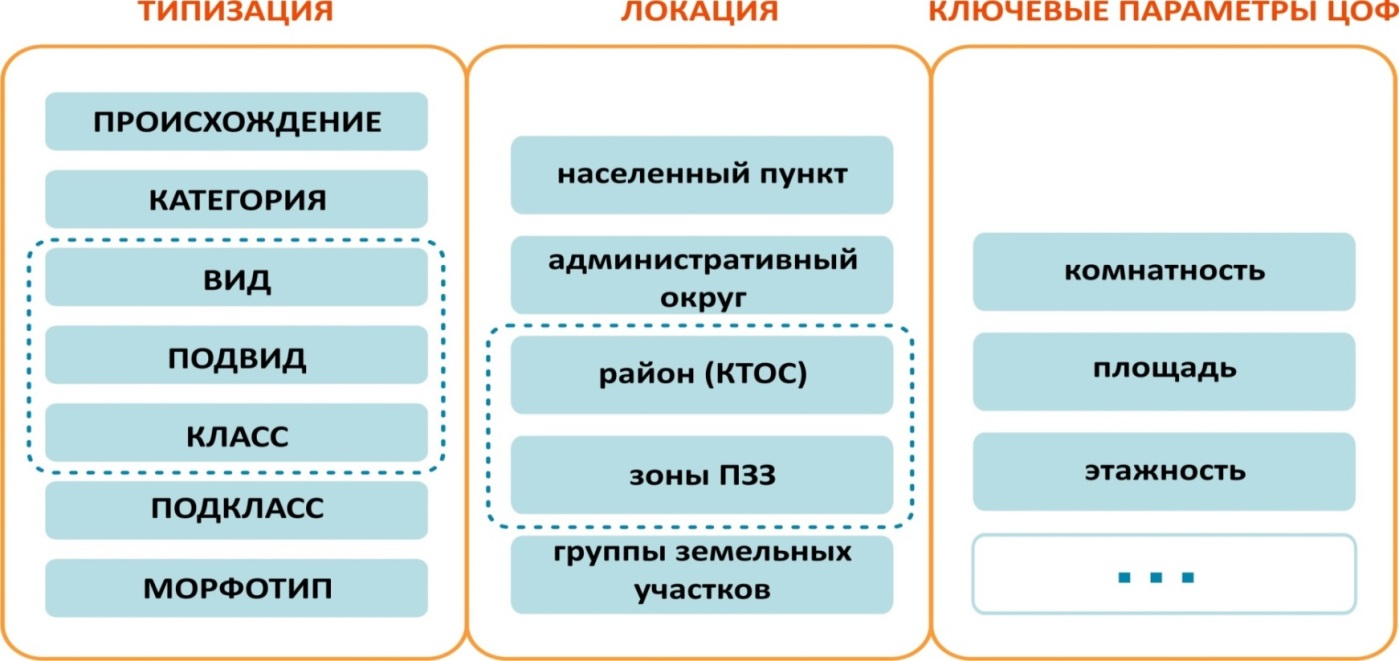 ТИПИЗАЦИЯ
ЛОКАЦИЯ
КЛЮЧЕВЫЕ ПАРАМЕТРЫ ЦОФ
ПРОИСХОЖДЕНИЕ
КАТЕГОРИЯ
ВИД
ПОДВИД
КЛАСС
ПОДКЛАСС
МОРФОТИП
населенный пункт
административный
округ
район (КТОС)
зоны ПЗЗ
группы земельных
участков
комнатность
площадь
этажность
...